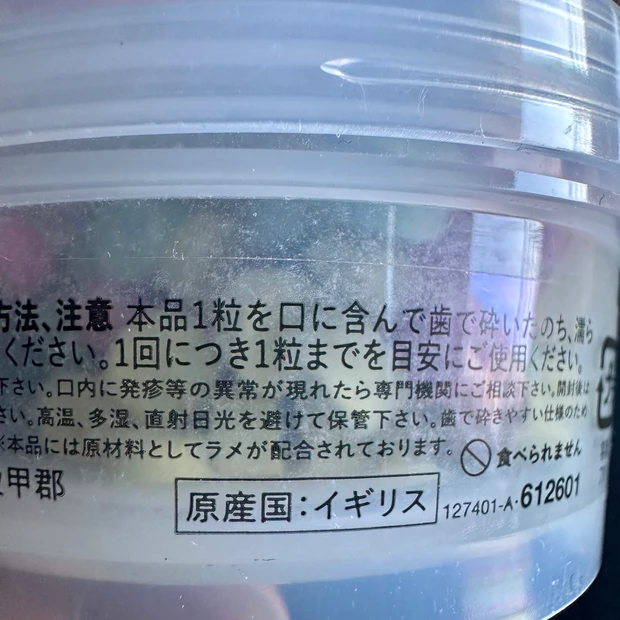 方法、注意 本品1粒を口に含んで歯で砕いたのち、濡ら
ください。1回につき1粒までを目安にご使用ください。
下さい。口内に発疹等の異常が現れたら専門機関にご相談下さい。開封後は
さい。高温、多湿、直射日光を避けて保管下さい。歯で砕きやすい仕様のため
※本品には原材料としてラメが配合されております。 食べられません
甲郡
原産国：イギリス 127401-A・612601